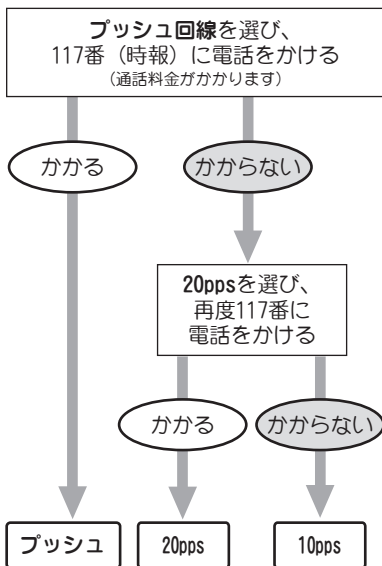 プッシュ回線を選び、
117番（時報）に電話をかける
（通話料金がかかります）
かかる
かからない
20ppsを選び、
再度117番に
電話をかける
かかる
かからない
プッシュ
20pps
10pps